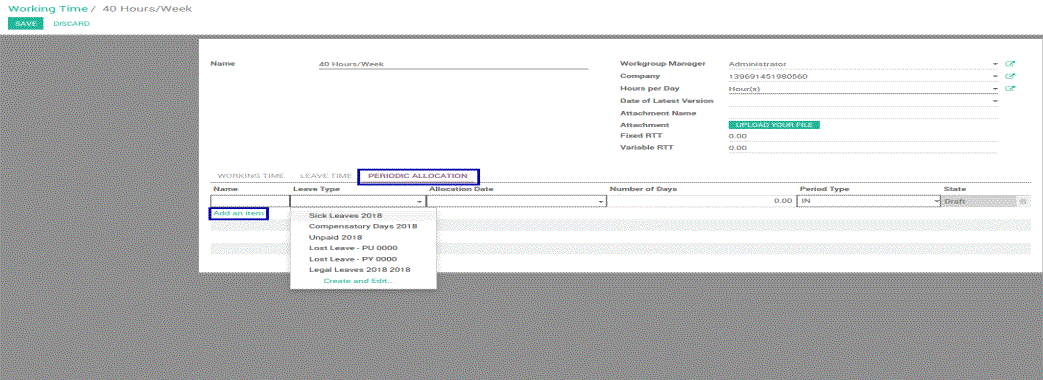 Working Time / 40 Hours/Week
SAVE DISCARD
Name 40 Hours/Week
Workgroup Manager Administrator
Company 139691451980560
Hours per Day Hour(s)
Date of Latest Version
Attachment Name
Attachment UPLOAD YOUR FILE
Fixed RTT 0.00
Variable RTT 0.00
WORKING TIME LEAVE TIME PERIODIC ALLOCATION
Name Leave Type Allocation Date Number of Days Period Type State
0.00 IN Draft
Add an item
Sick Leaves 2018
Compensatory Days 2018
Unpaid 2018
Lost Leave - PU 0000
Lost Leave - PY 0000
Legal Leaves 2018 2018
Create and Edit...